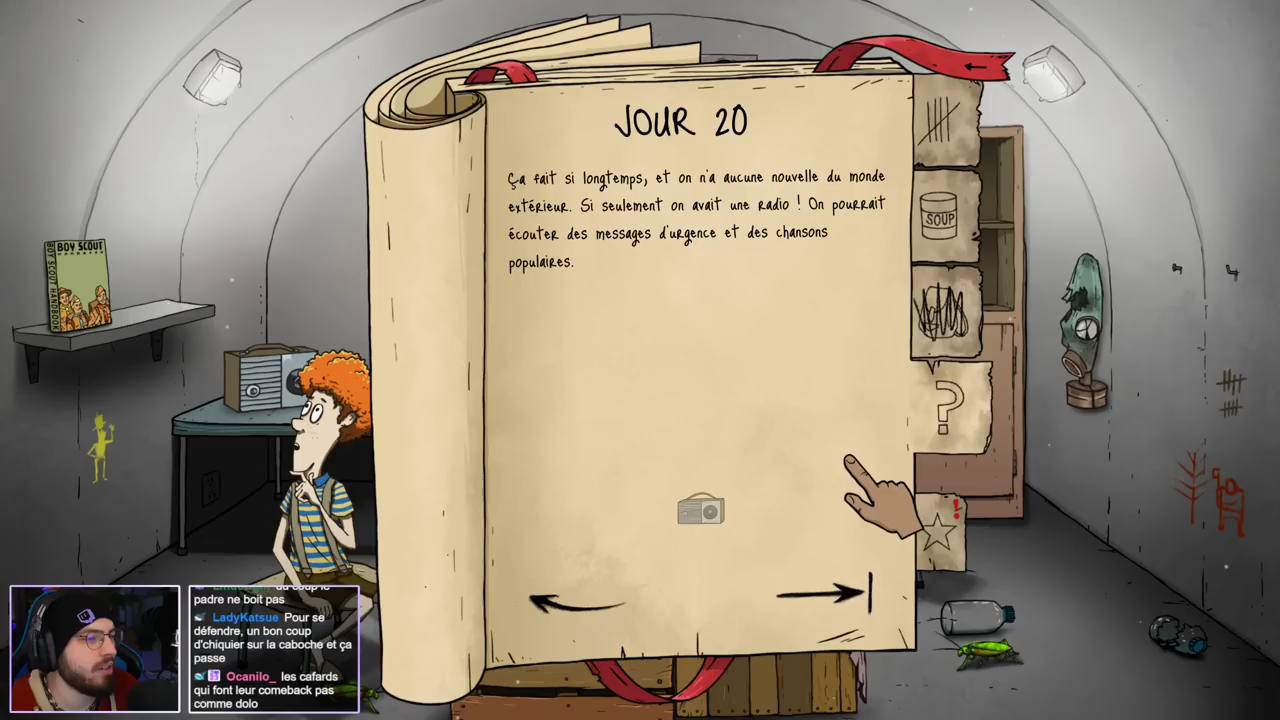 JOUR 20
Ça fait si longtemps, et on n'a aucune nouvelle du monde
extérieur. Si seulement on avait une radio ! On pourrait
écouter des messages d'urgence et des chansons
populaires.
SOUP
BOY SCOUT
BOY SCOUT HANDBOOK
padre ne boit pas
LadyKatsue Pour se
défendre, un bon coup
d'chiquier sur la caboche et ça
passe
Ocanilo_ les cafards
qui font leur comeback pas
comme dolo